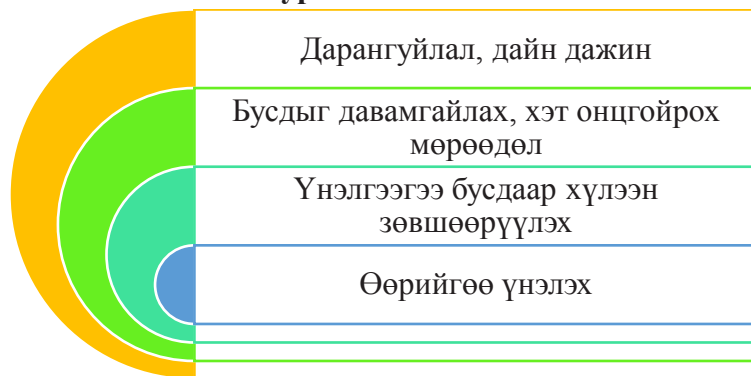 Дарангуйлал, дайн дажин
Бусдыг давамгайлах, хэт онцгойрох
мөрөөдөл
Үнэлгээгээ бусдаар хүлээн
зөвшөөрүүлэх
Өөрийгөө үнэлэх